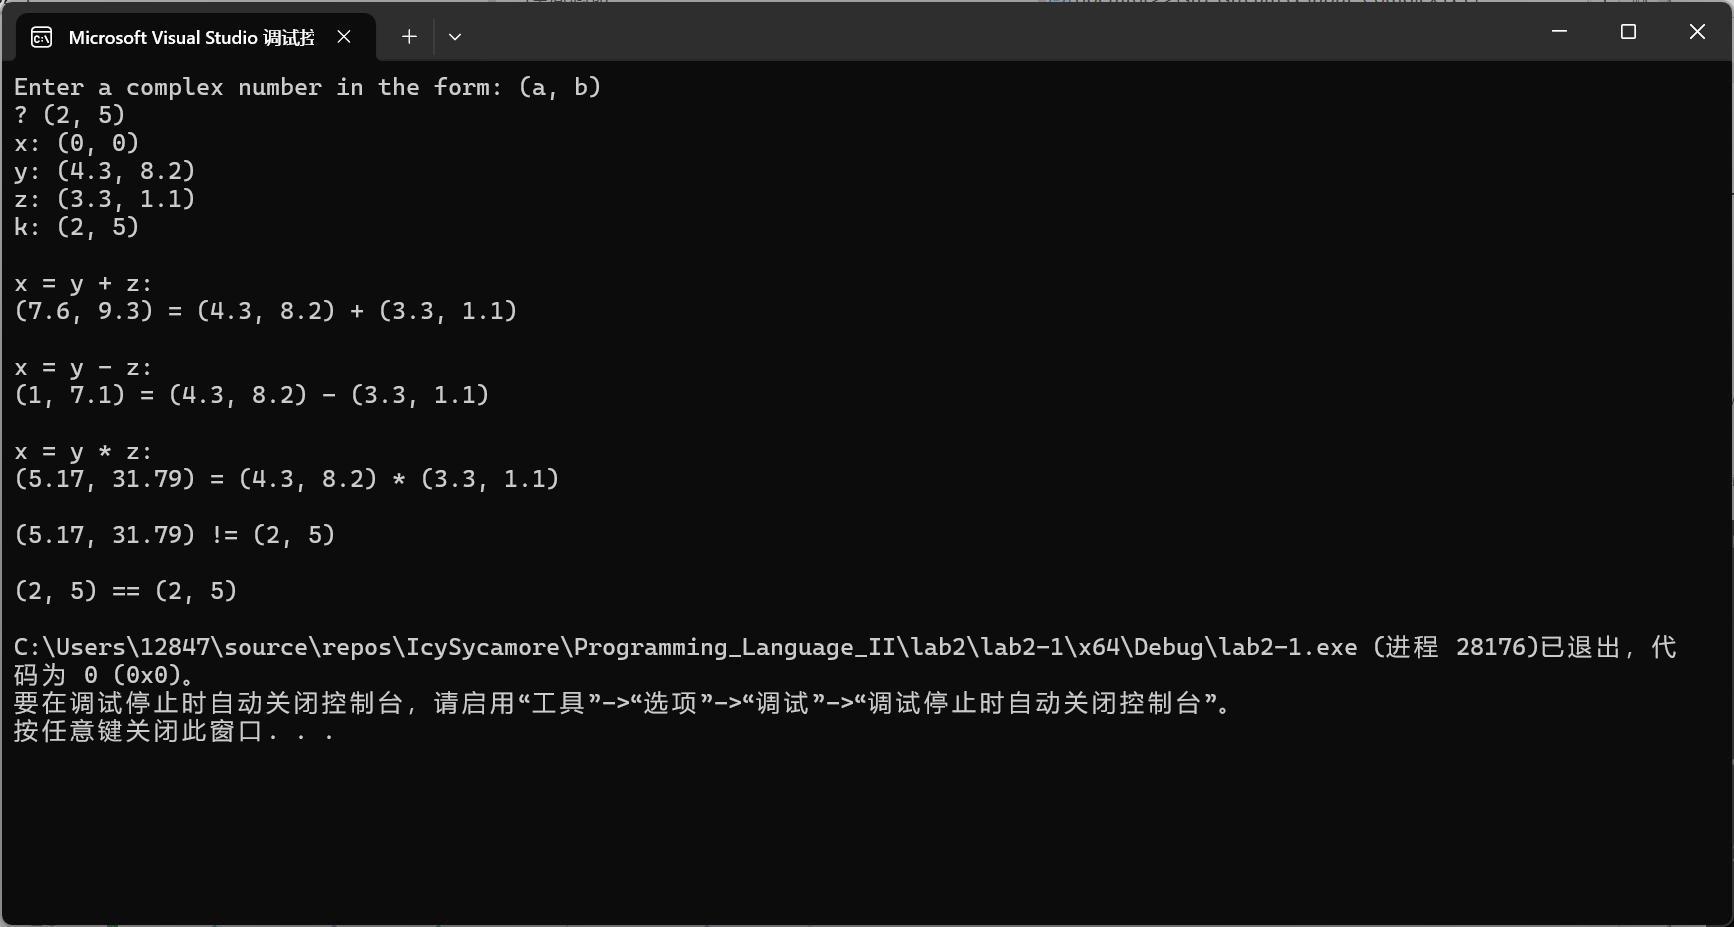 Microsoft Visual Studio 调试控
Enter a complex number in the form: (a, b)
? (2, 5)
x: (0, 0)
y: (4.3, 8.2)
z: (3.3, 1.1)
k: (2, 5)
x = y + z:
(7.6, 9.3) = (4.3, 8.2) + (3.3, 1.1)
x = y - z:
(1, 7.1) = (4.3, 8.2) - (3.3, 1.1)
x = y * z:
(5.17, 31.79) = (4.3, 8.2) * (3.3, 1.1)
(5.17, 31.79) != (2, 5)
(2, 5) == (2, 5)
C:\Users\12847\source\repos\IcySycamore\Programming_Language_II\lab2\lab2-1\x64\Debug\lab2-1.exe (进程 28176)已退出，代
码为 0 (0x0)。
要在调试停止时自动关闭控制台，请启用“工具”->“选项”->“调试”->“调试停止时自动关闭控制台”。
按任意键关闭此窗口. . .